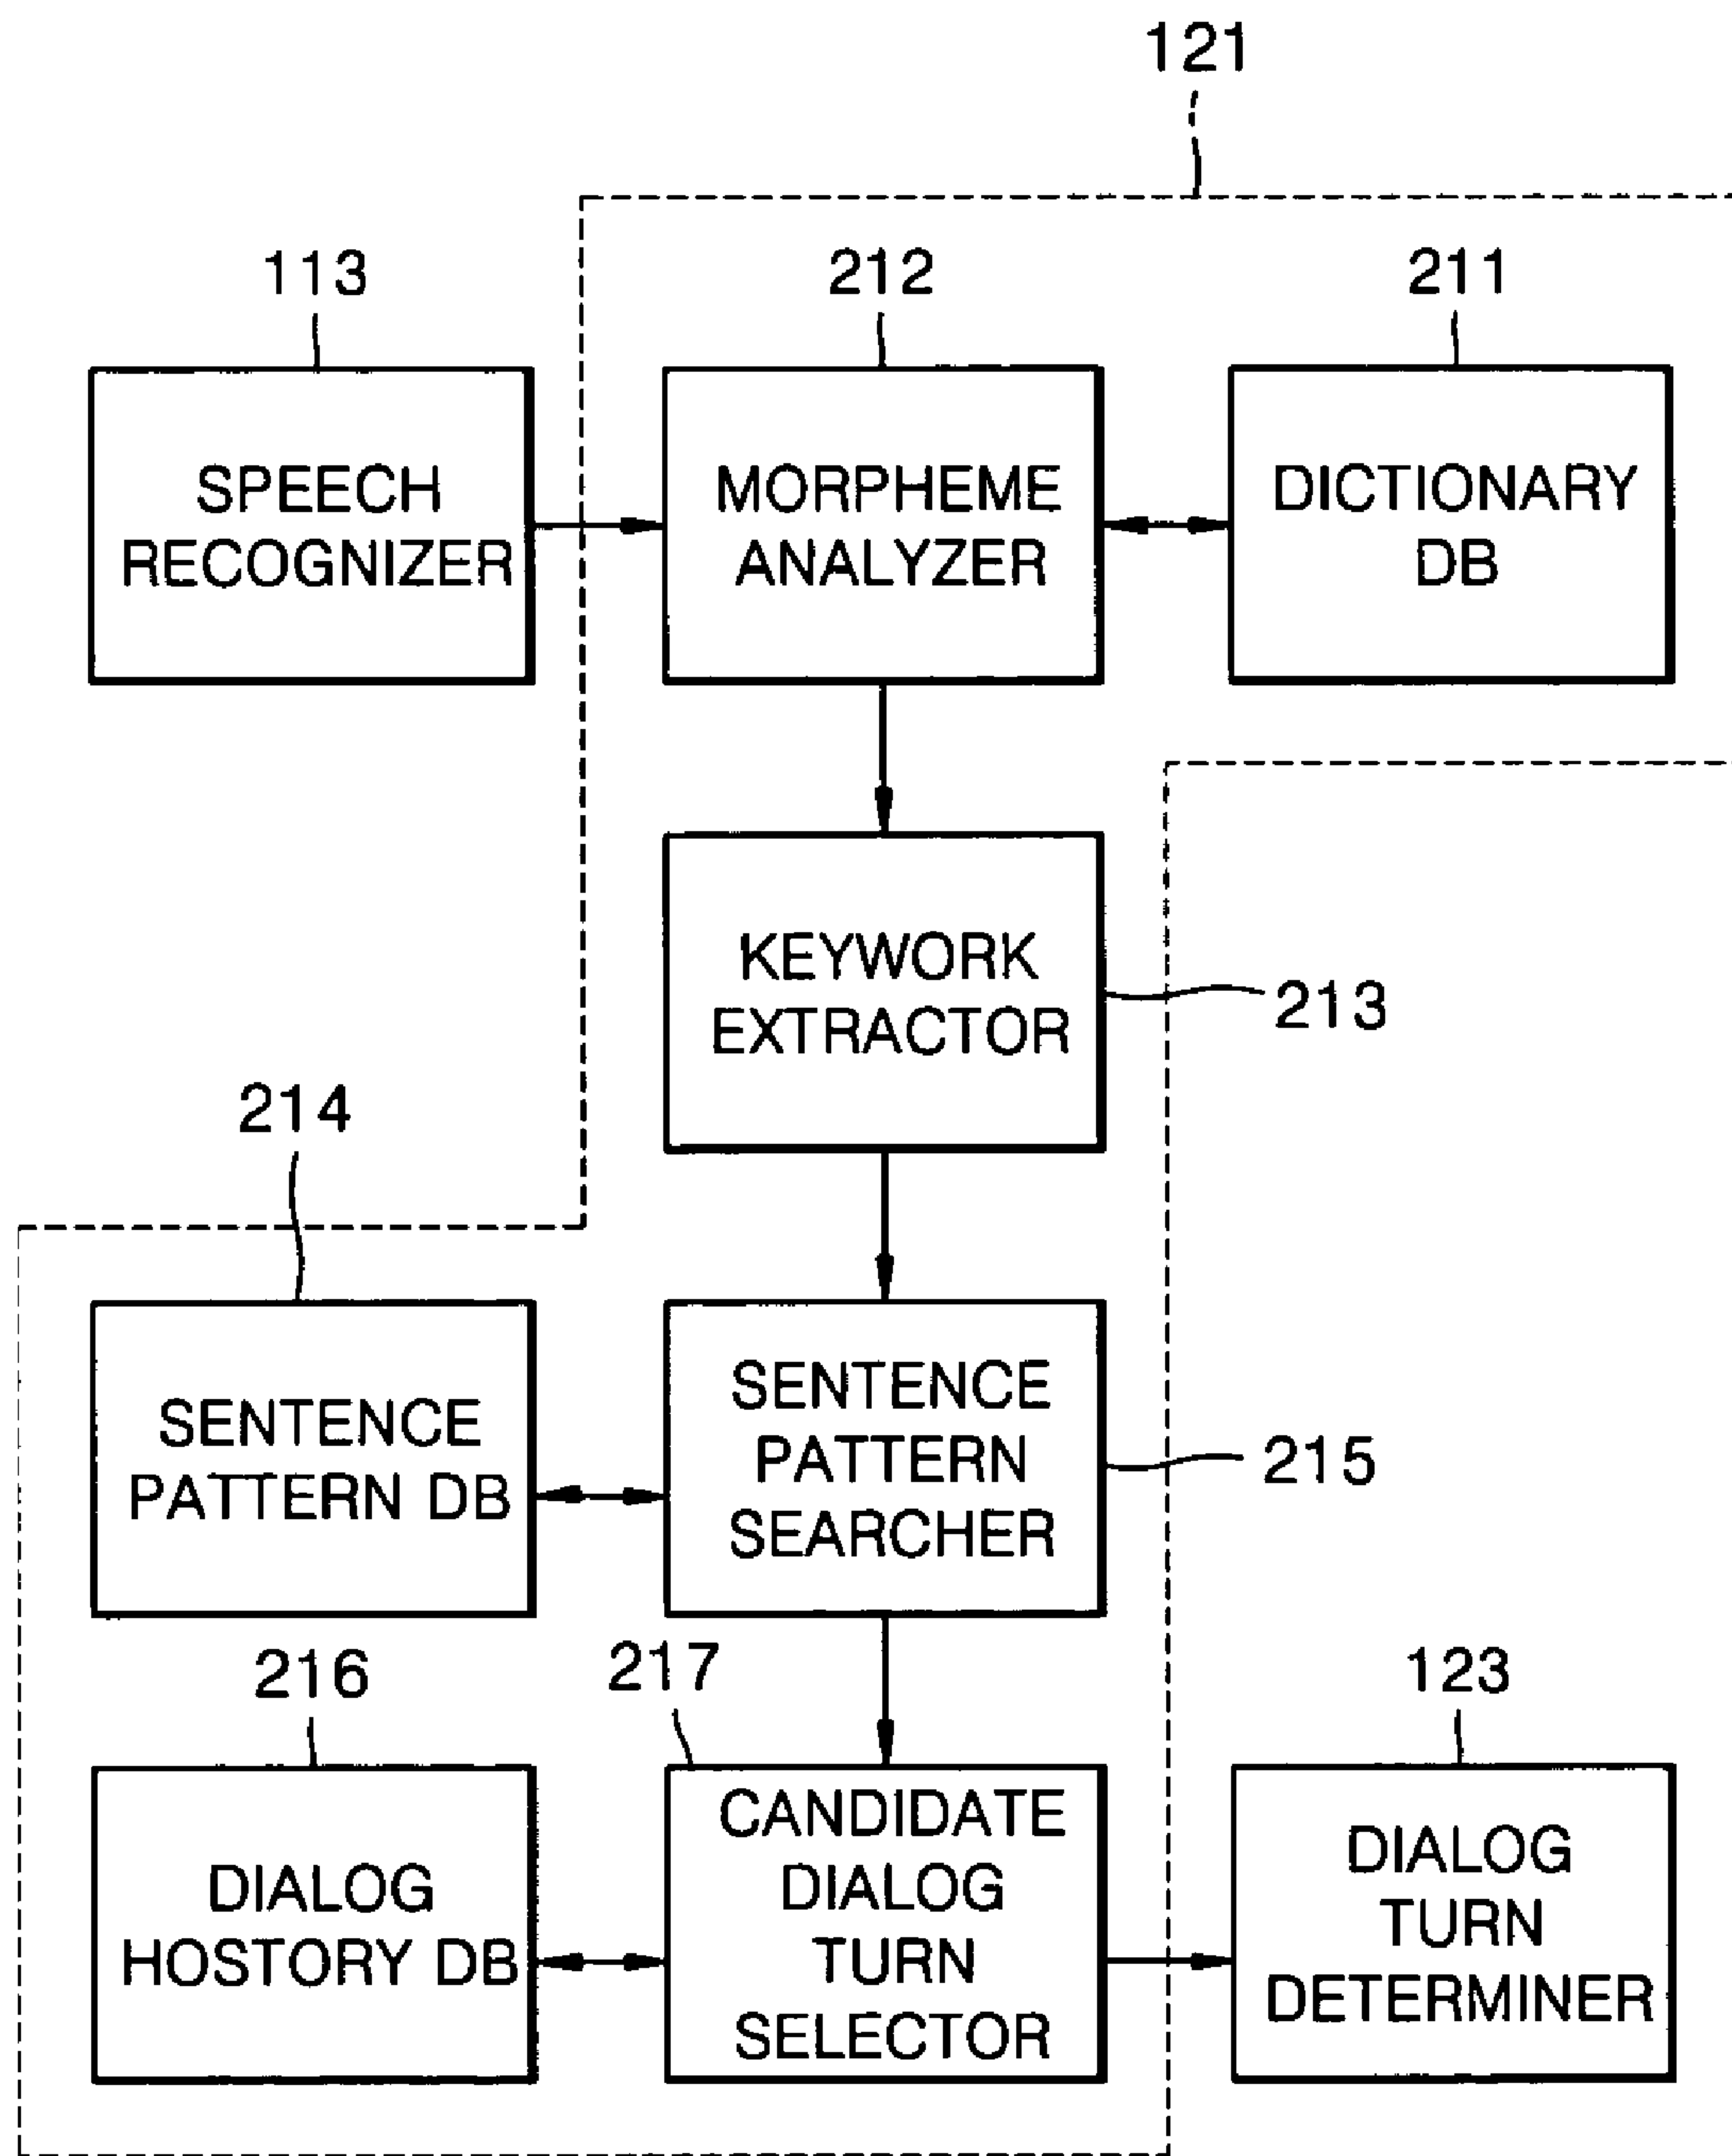 121
113
212
211
SPEECH
RECOGNIZER
MORPHEME
ANALYZER
DICTIONARY
DB
KEYWORK
EXTRACTOR
213
214
SENTENCE
PATTERN DB
SENTENCE
PATTERN
SEARCHER
215
216
217
123
DIALOG
HOSTORY DB
CANDIDATE
DIALOG
TURN
SELECTOR
DIALOG
TURN
DETERMINER